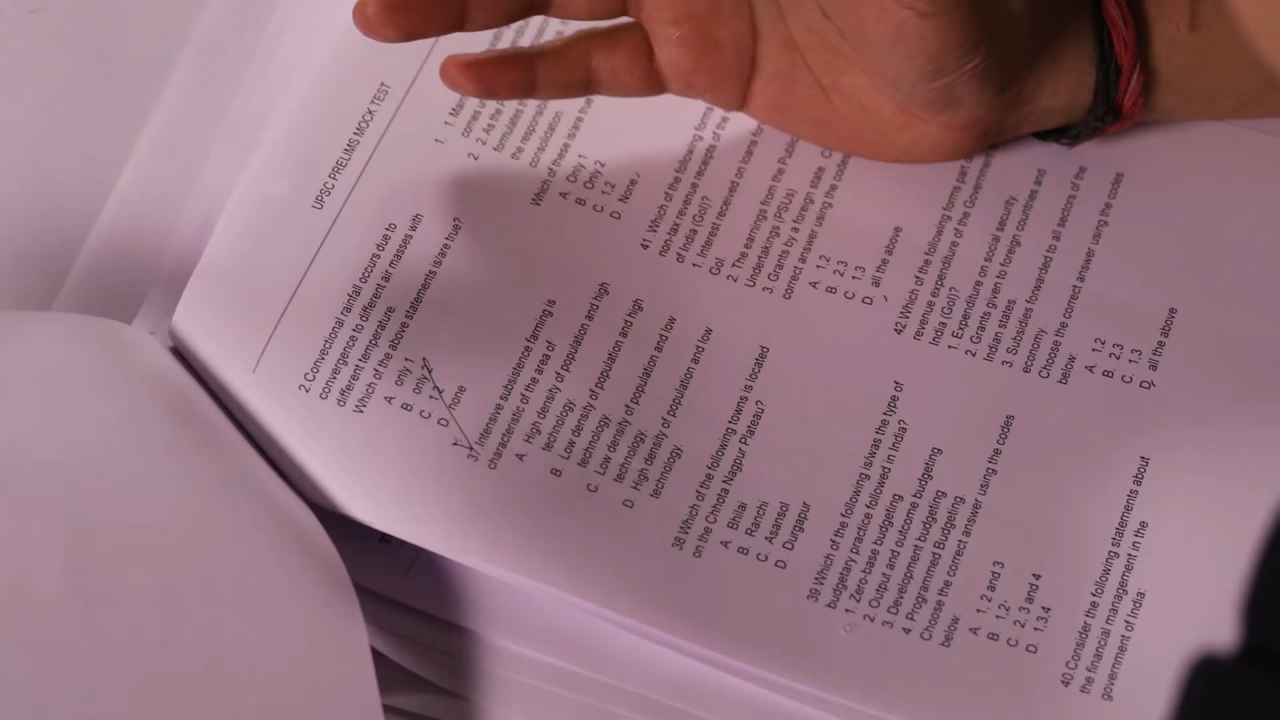 UPSC PRELIMS MOCK TEST
2.Convectional rainfall occurs due to
convergence to different air masses with
different temperature.
Which of the above statements is/are true?
A. only 1
B. only 2
C. 1,2
D. none
37.Intensive subsistence farming is
characteristic of the area of
A. High density of population and high
technology.
B. Low density of population and high
technology.
C. Low density of population and low
technology.
D. High density of population and low
technology.
38.Which of the following towns is located
on the Chhota Nagpur Plateau?
A. Bhilai
B. Ranchi
C. Asansol
D. Durgapur
39.Which of the following is/was the type of
budgetary practice followed in India?
1. Zero-base budgeting
2. Output and outcome budgeting
3. Development budgeting
4. Programmed Budgeting.
Choose the correct answer using the codes
below:
A. 1, 2 and 3
B. 1,2
C. 2,3 and 4
D. 1,3,4
40.Consider the following statements about
the financial management in the
government of India:
1. 1.
comes
2. 2. As the
formulates
the
consolidation
Which of these is/are true
A. Only 1
B. Only 2
C. 1,2
D. None
41.Which of the following forms
non-tax revenue receipts of the
of India (GoI)?
1. Interest received on loans
GoI.
2. The earnings from the
Undertakings (PSUs)
3. Grants by a foreign state.
correct answer using the codes
A. 1,2
B. 2,3
C. 1,3
D. all the above
42.Which of the following forms part
revenue expenditure of the Government
India (GoI)?
1. Expenditure on social security.
2. Grants given to foreign countries and
Indian states.
3. Subsidies forwarded to all sectors of the
economy.
Choose the correct answer using the codes
below:
A. 1,2
B. 2,3
C. 1,3
D. all the above